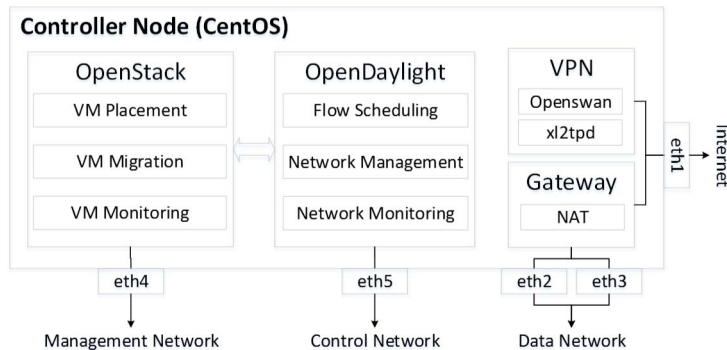 Controller Node (CentOS)
OpenStack
VM Placement
VM Migration
VM Monitoring
OpenDaylight
Flow Scheduling
Network Management
Network Monitoring
VPN
Openswan
xl2tpd
Gateway
NAT
eth1
Internet
eth4
eth5
eth2
eth3
Management Network
Control Network
Data Network